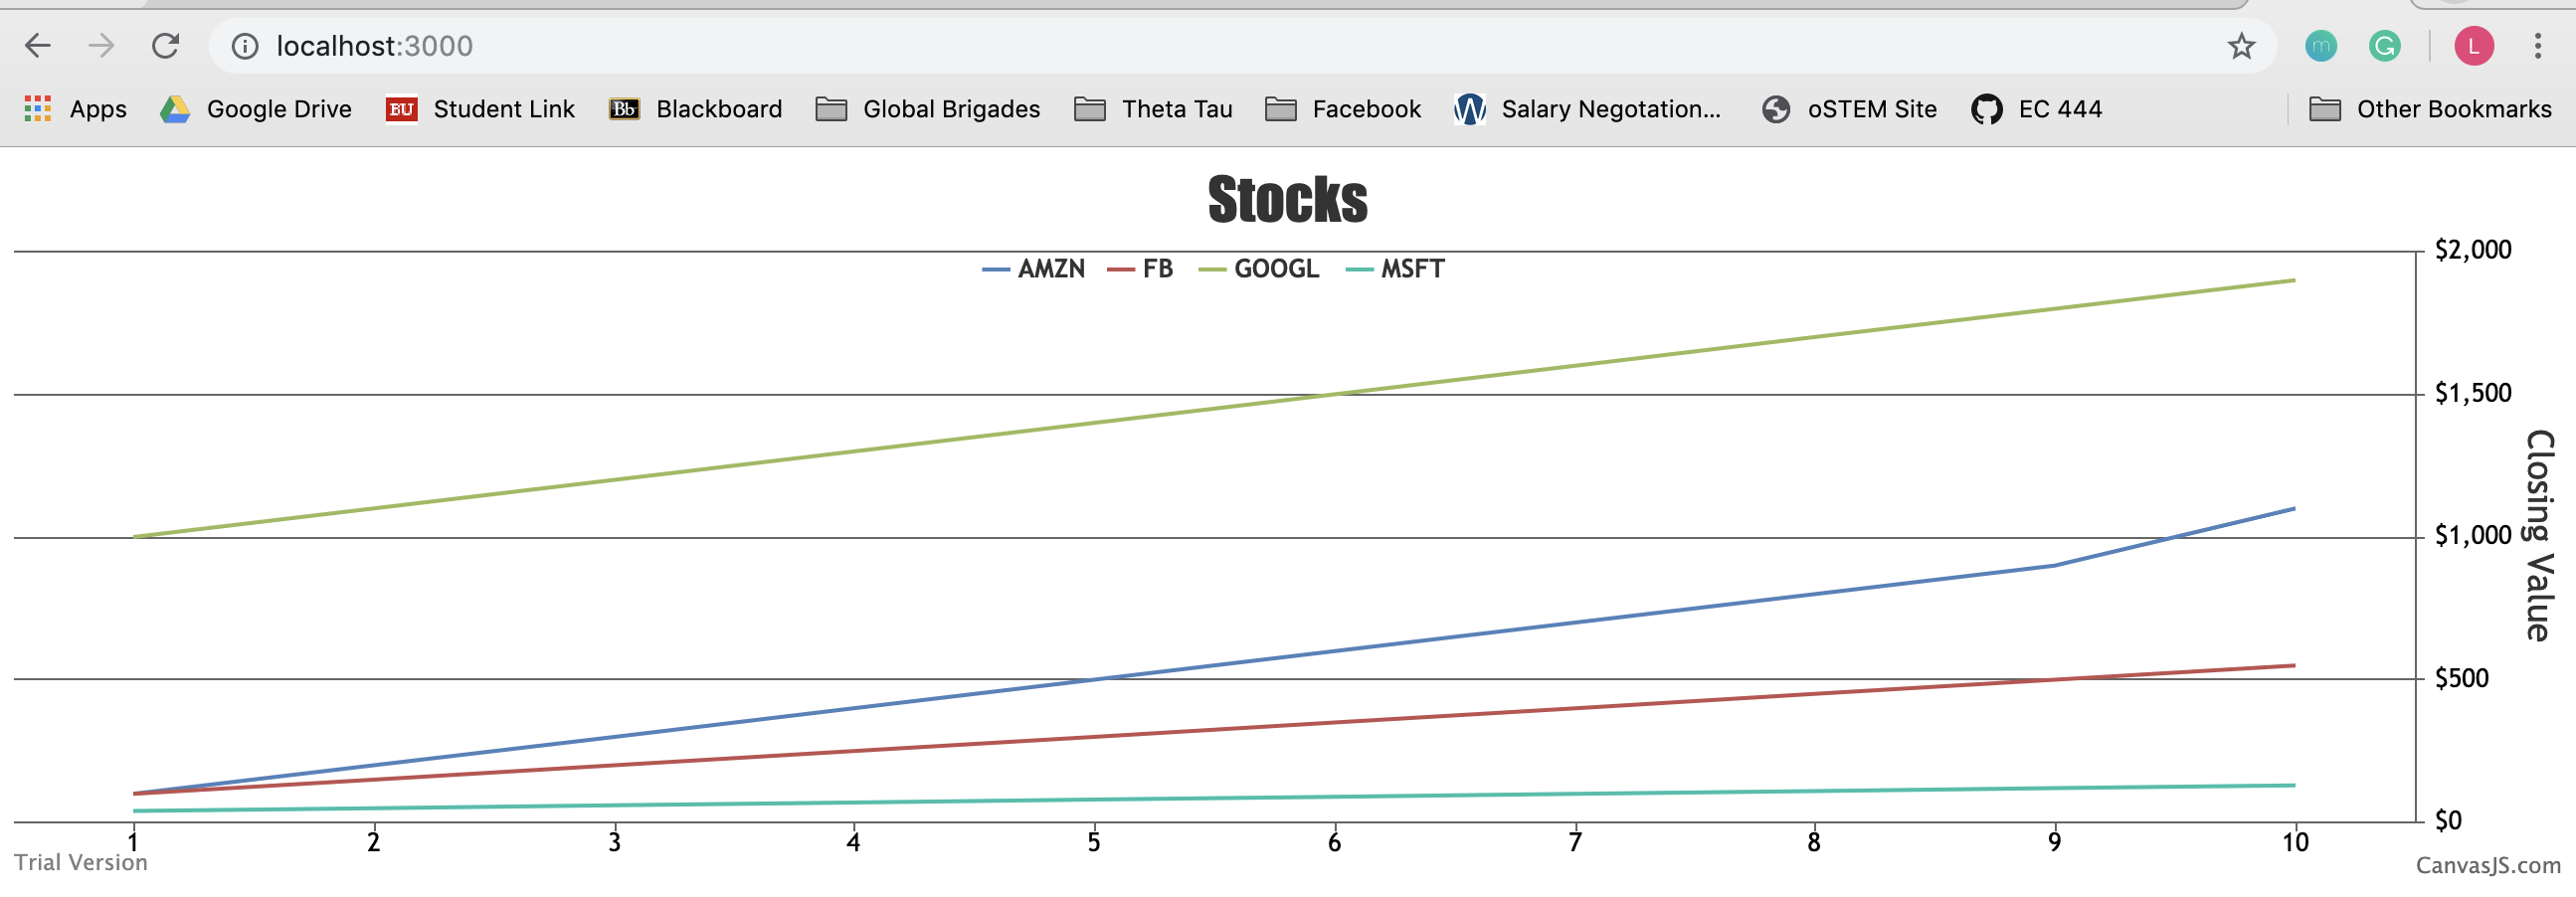 localhost:3000
L
Apps Google Drive BU Student Link Bb Blackboard Global Brigades Theta Tau Facebook W Salary Negotation... oSTEM Site EC 444 Other Bookmarks
Stocks
$2,000
AMZN FB GOOGL MSFT
$1,500
$1,000
$500
$0
Closing Value
1 2 3 4 5 6 7 8 9 10
Trial Version
CanvasJS.com